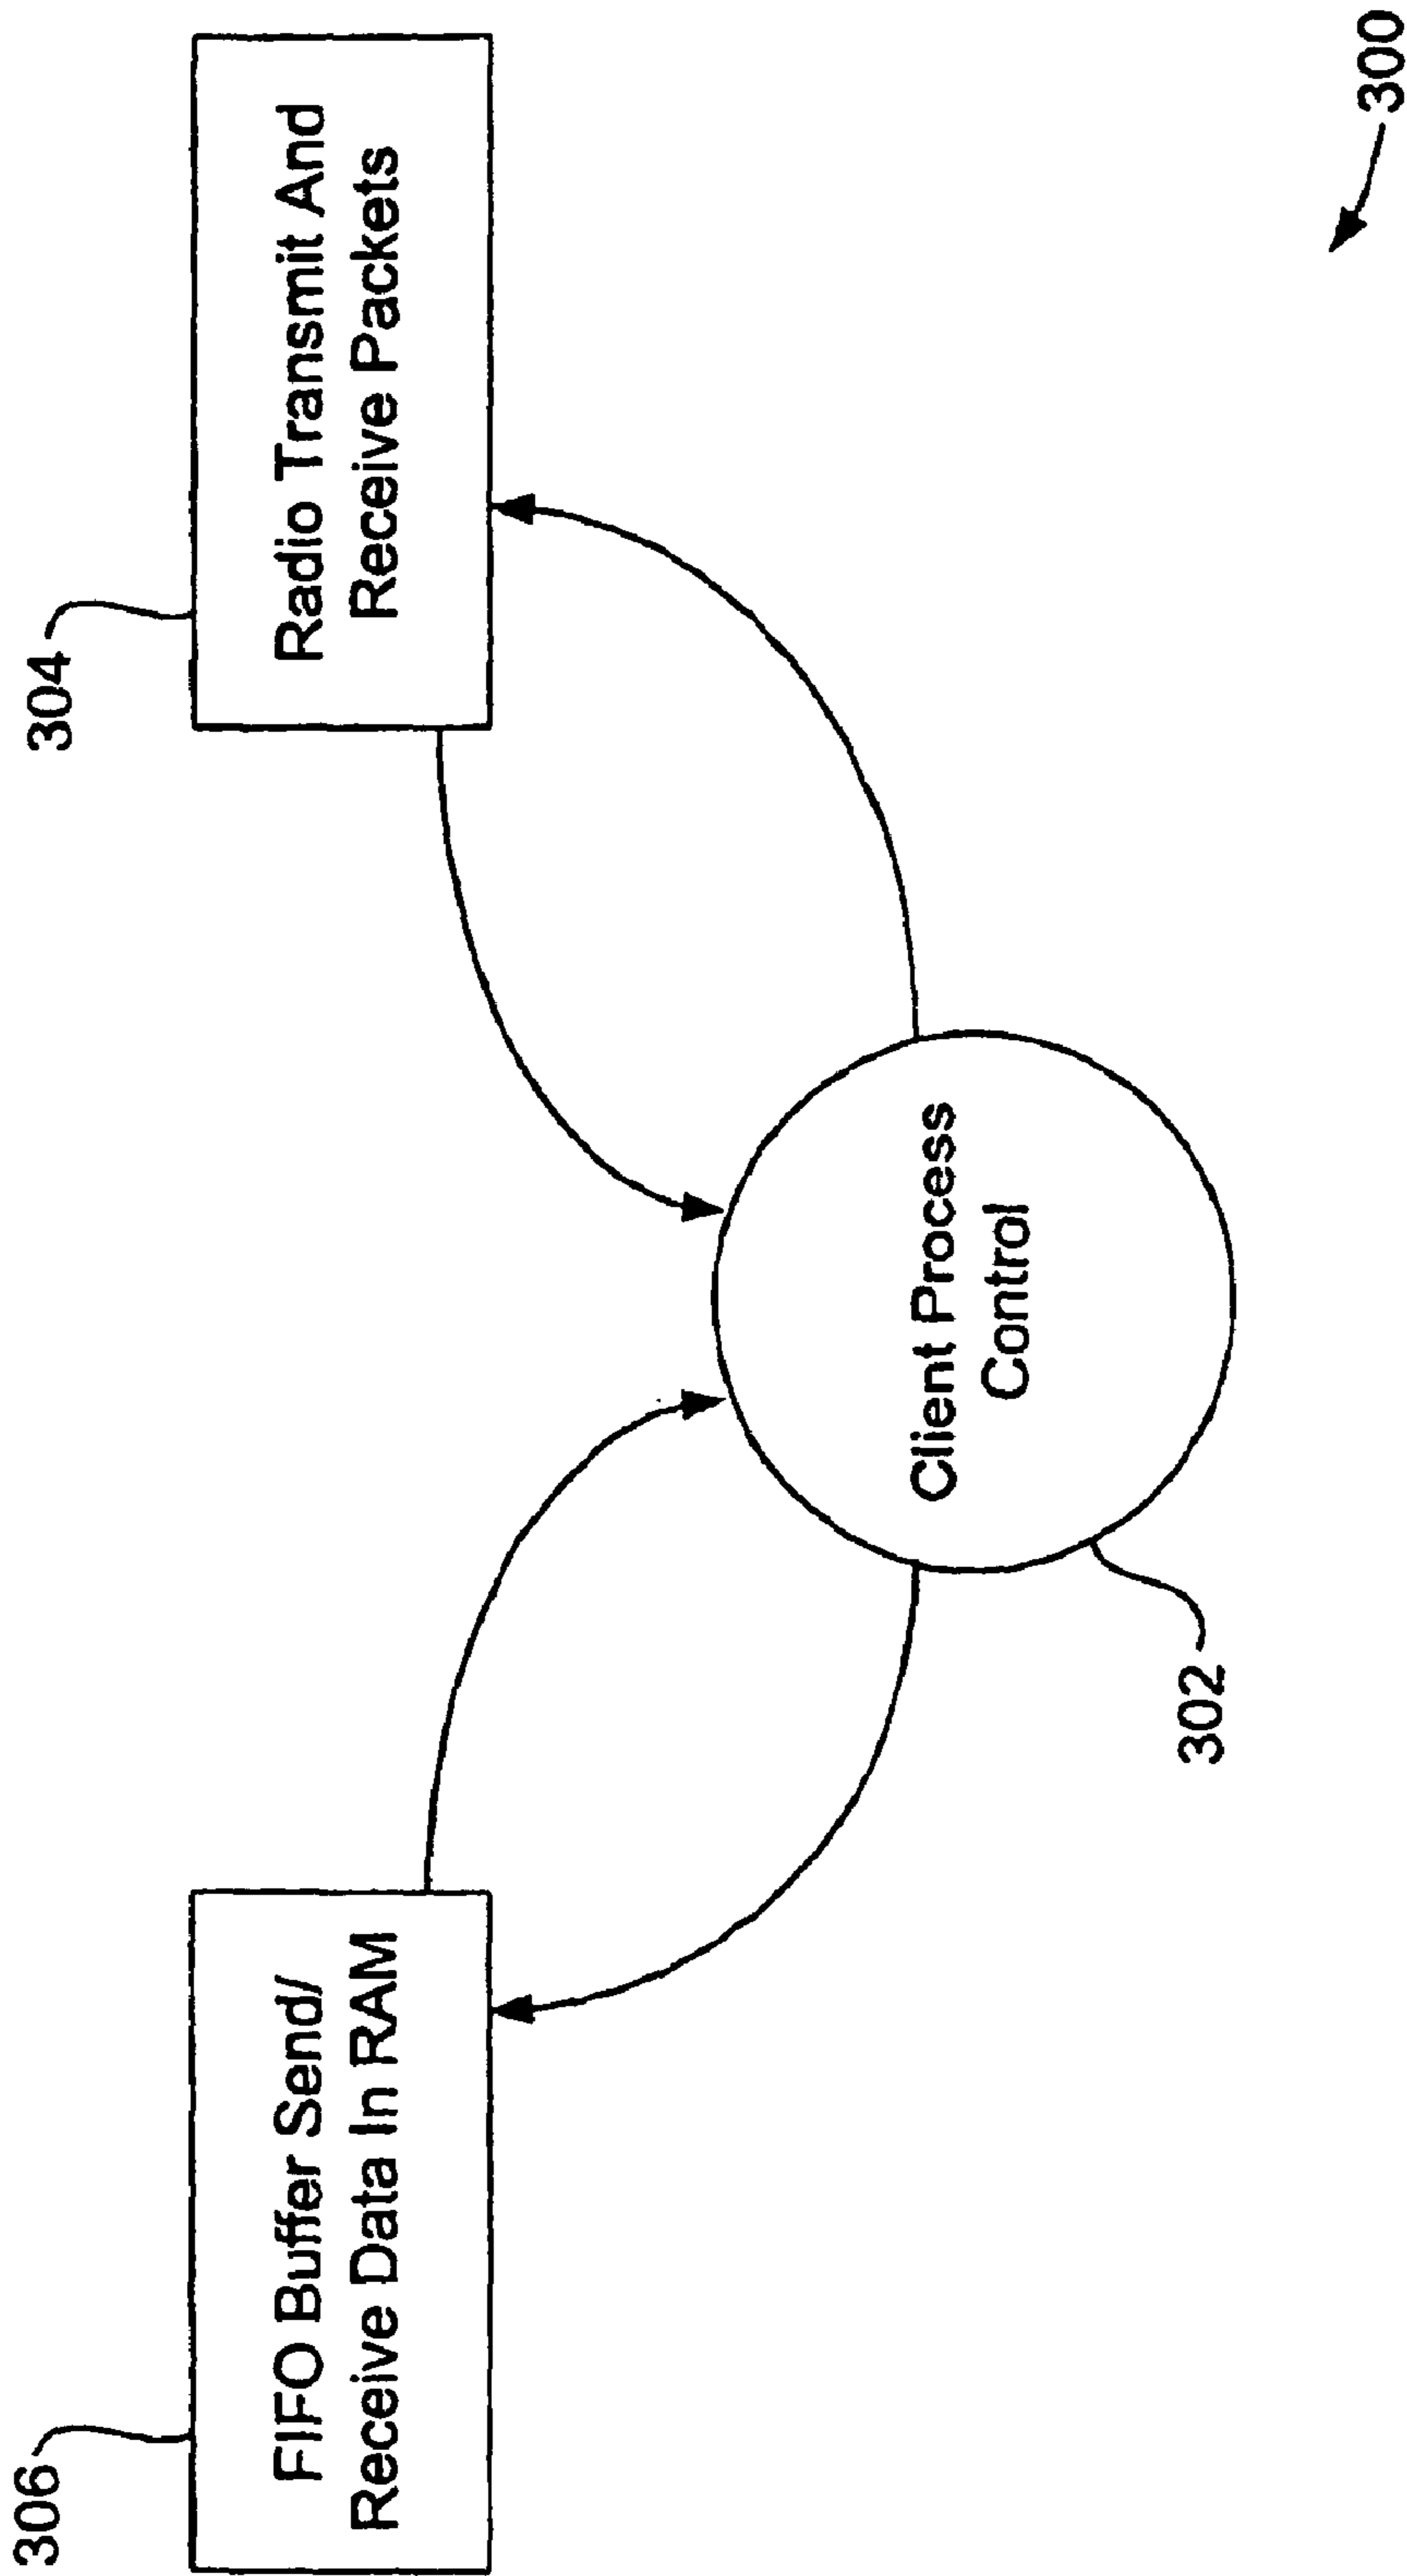 306
FIFO Buffer Send/
Receive Data In RAM
304
Radio Transmit And
Receive Packets
Client Process
Control
302
300